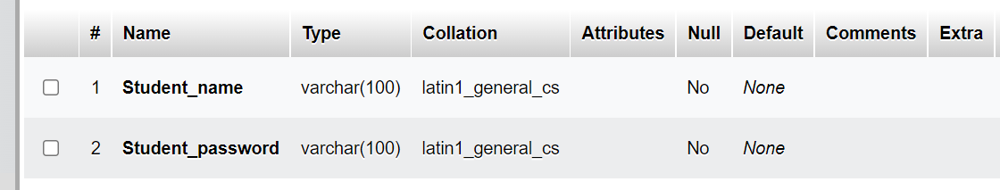 # Name Type Collation Attributes Null Default Comments Extra
1 Student_name varchar(100) latin1_general_cs No None
2 Student_password varchar(100) latin1_general_cs No None